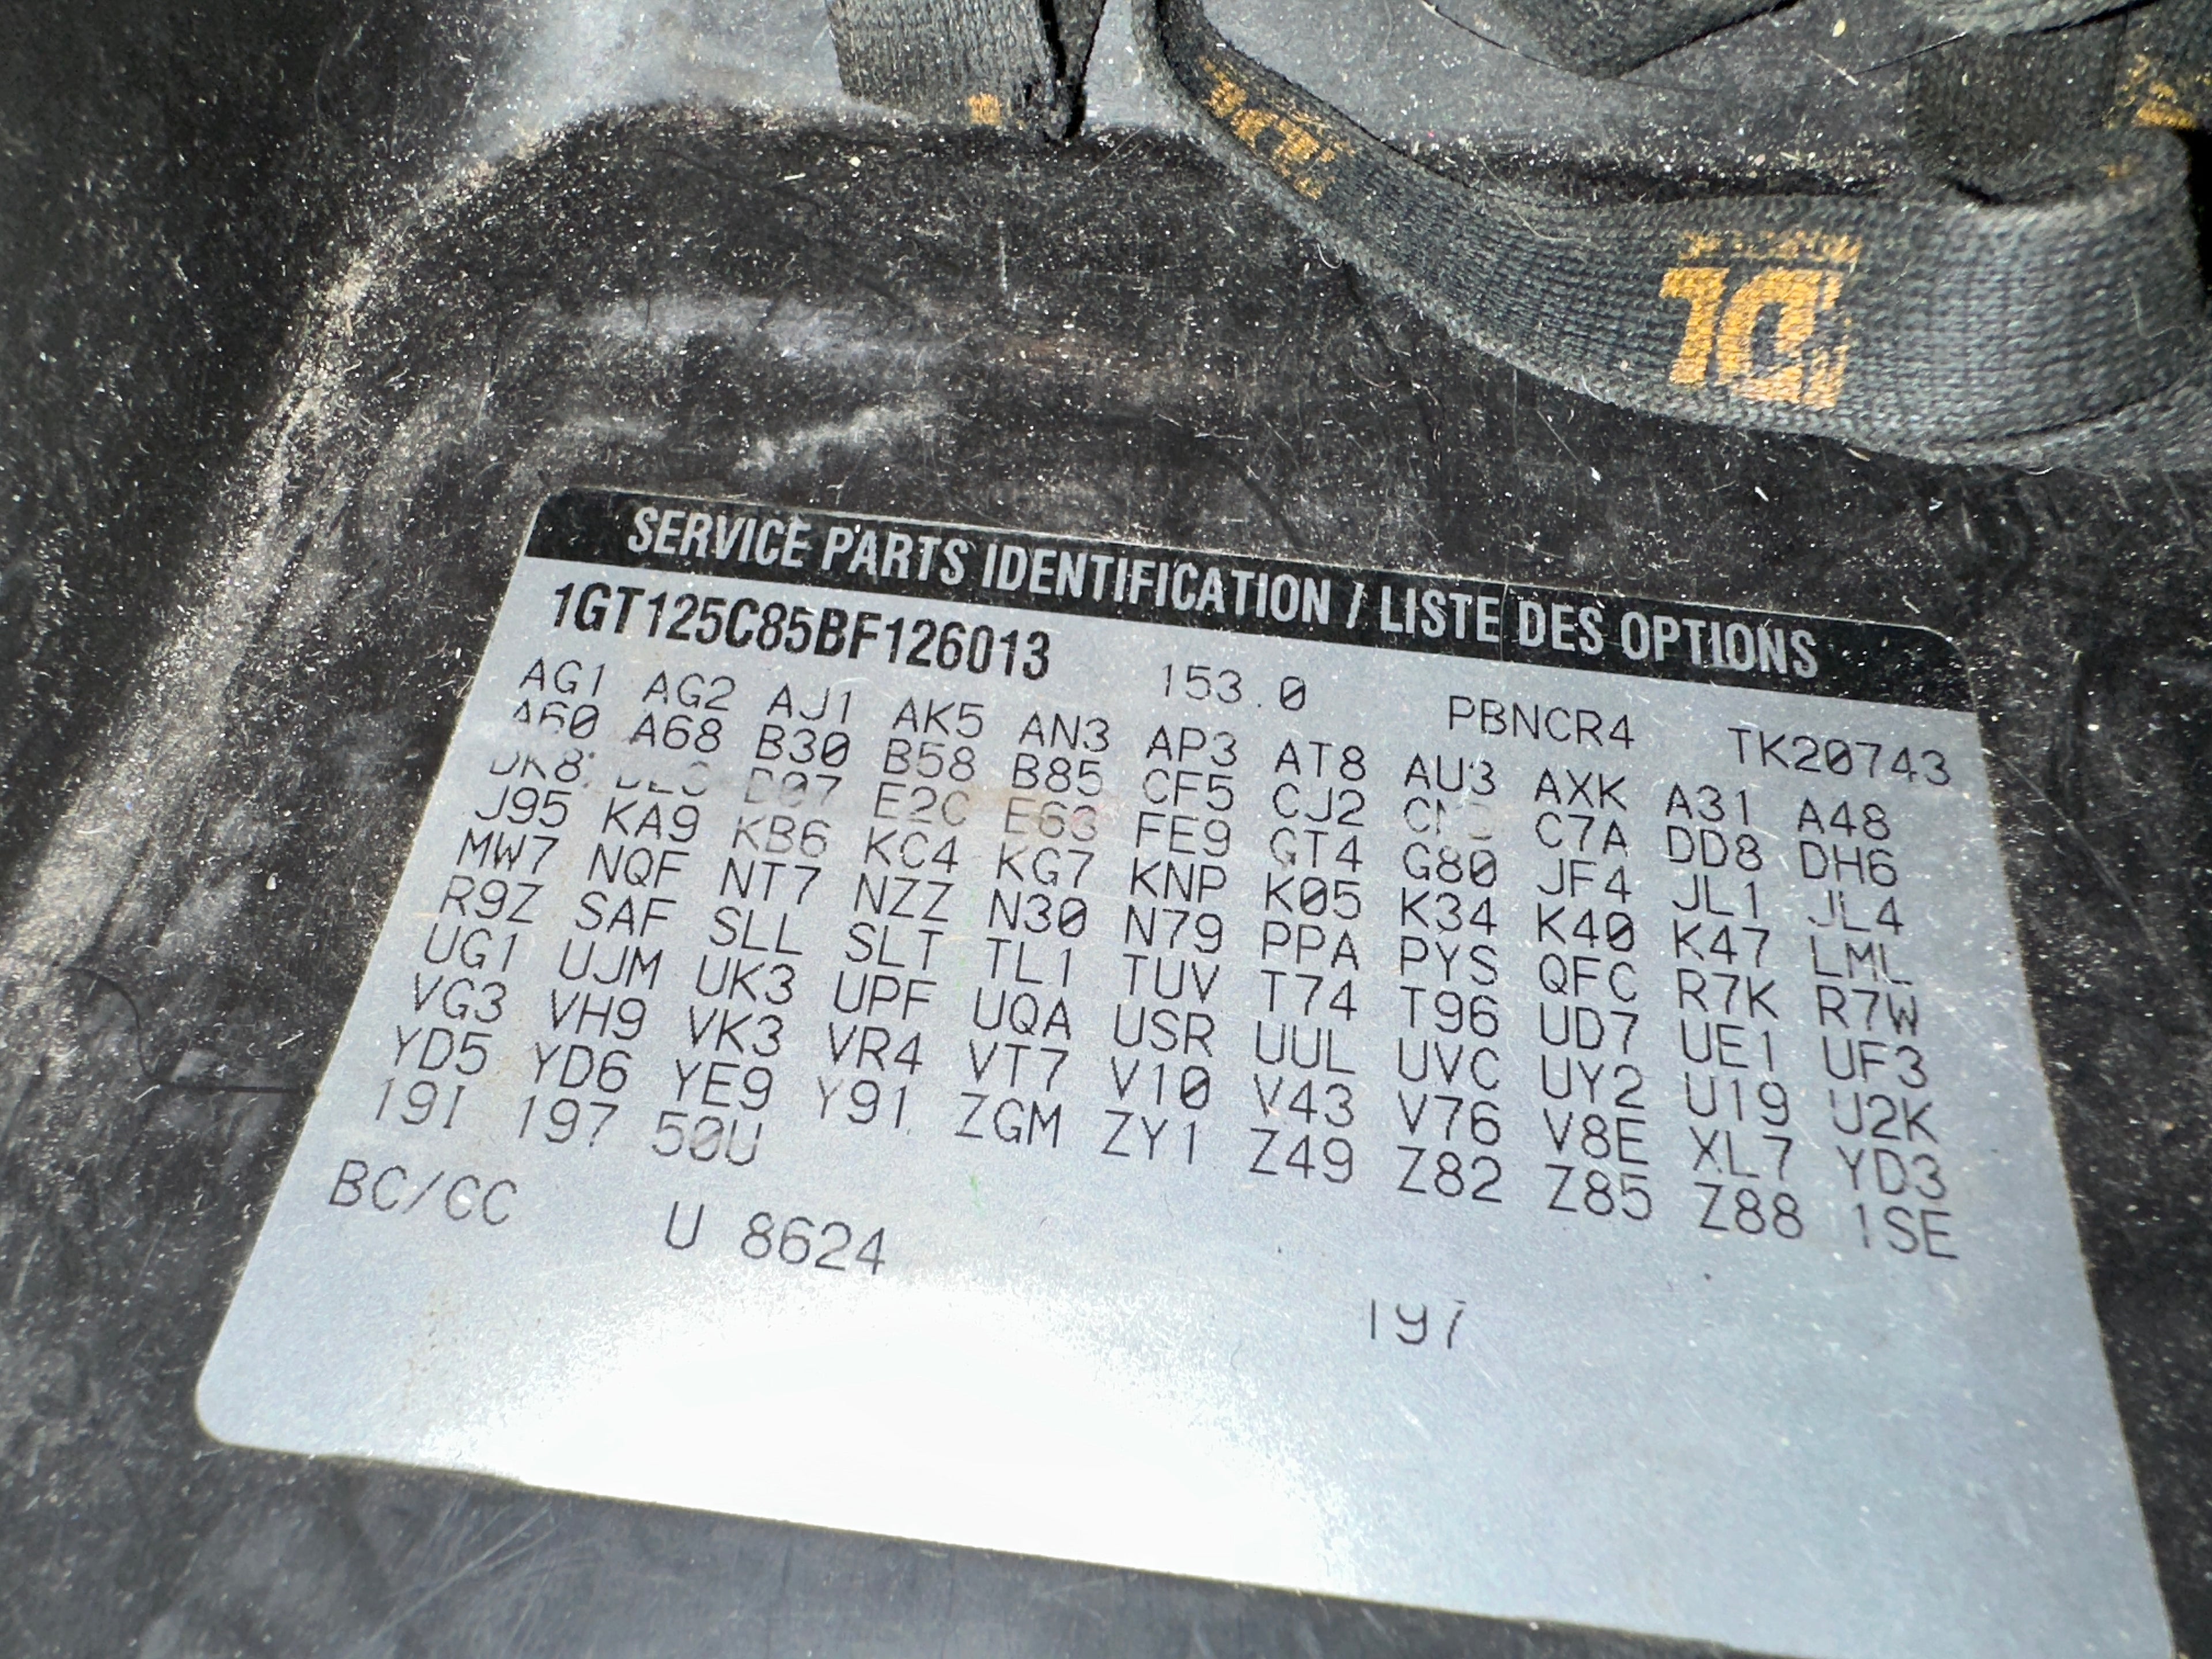 SERVICE PARTS IDENTIFICATION / LISTE DES OPTIONS
1GT125C85BF126013 153.0 PBNCR4 TK20743
AG1 AG2 AJ1 AK5 AN3 AP3 AT8 AU3 AXK A31 A48
A60 A68 B30 B58 B85 CF5 CJ2 C7A DD8 DH6
DK8 D07 E2C E63 FE9 GT4 G80 JF4 JL1 JL4
J95 KA9 KB6 KC4 KG7 KNP K05 K34 K40 K47 LML
MW7 NQF NT7 NZZ N30 N79 PPA PYS QFC R7K R7W
R9Z SAF SLL SLT TL1 TUV T74 T96 UD7 UE1 UF3
UG1 UJM UK3 UPF UQA USR UUL UVC UY2 U19 U2K
VG3 VH9 VK3 VR4 VT7 V10 V43 V76 V8E XL7 YD3
YD5 YD6 YE9 Y91 ZGM ZY1 Z49 Z82 Z85 Z88 1SE
19I 197 50U
BC/CC U 8624 197